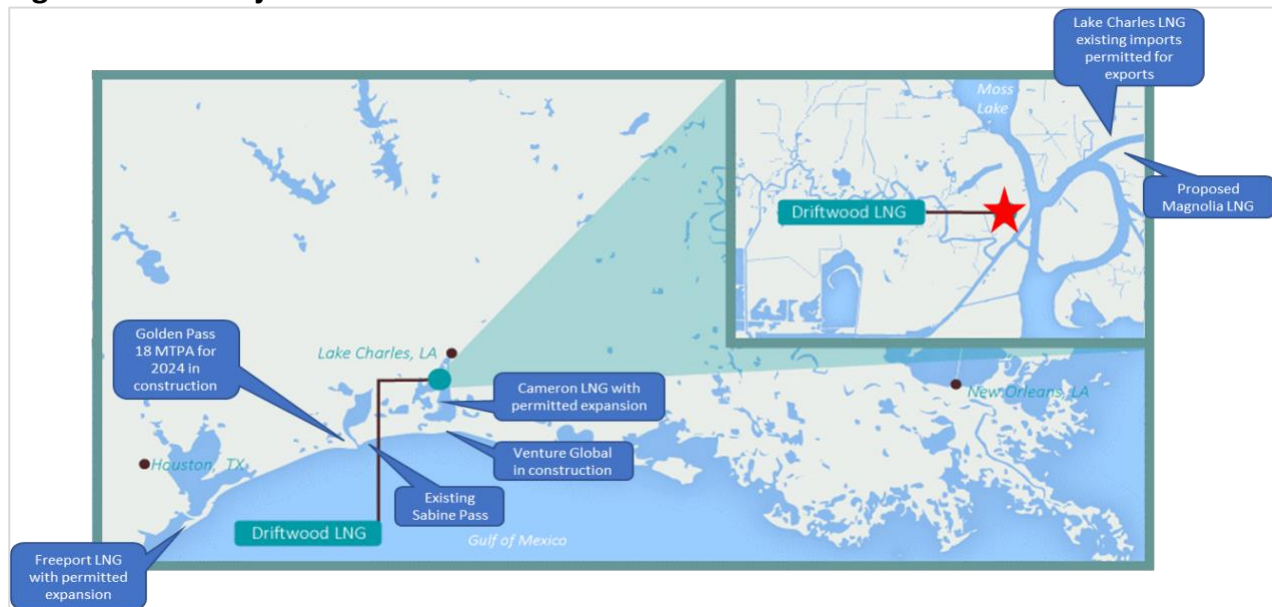 Lake Charles LNG
existing imports
permitted for
exports
Moss
Lake
Proposed
Magnolia LNG
Driftwood LNG
Golden Pass
18 MTPA for
2024 in
construction
Lake Charles, LA
Cameron LNG with
permitted expansion
New Orleans, LA
Venture Global
in construction
Houston, TX
Existing
Sabine Pass
Driftwood LNG
Gulf of Mexico
Freeport LNG
with permitted
expansion